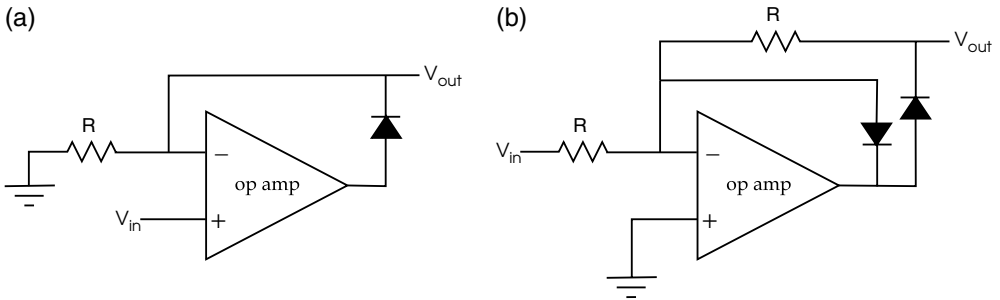 (a)
V_out
R
−
op amp
V_in
+
(b)
R
V_out
R
V_in
−
op amp
+